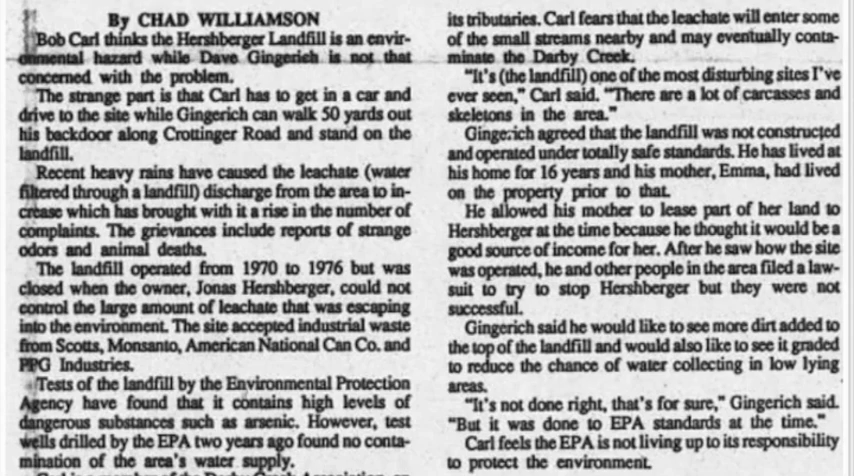 By CHAD WILLIAMSON
Bob Carl thinks the Hershberger Landfill is an envir-
onmental hazard while Dave Gingerich is not that
concerned with the problem.
The strange part is that Carl has to get in a car and
drive to the site while Gingerich can walk 50 yards out
his backdoor along Crottinger Road and stand on the
landfill.
Recent heavy rains have caused the leachate (water
filtered through a landfill) discharge from the area to in-
crease which has brought with it a rise in the number of
complaints. The grievances include reports of strange
odors and animal deaths.
The landfill operated from 1970 to 1976 but was
closed when the owner, Jonas Hershberger, could not
control the large amount of leachate that was escaping
into the environment. The site accepted industrial waste
from Scotts, Monsanto, American National Can Co. and
PPG Industries.
Tests of the landfill by the Environmental Protection
Agency have found that it contains high levels of
dangerous substances such as arsenic. However, test
wells drilled by the EPA two years ago found no conta-
mination of the area's water supply.
its tributaries. Carl fears that the leachate will enter some
of the small streams nearby and may eventually conta-
minate the Darby Creek.
"It's (the landfill) one of the most disturbing sites I've
ever seen," Carl said. "There are a lot of carcasses and
skeletons in the area."
Gingerich agreed that the landfill was not constructed
and operated under totally safe standards. He has lived at
his home for 16 years and his mother, Emma, had lived
on the property prior to that.
He allowed his mother to lease part of her land to
Hershberger at the time because he thought it would be a
good source of income for her. After he saw how the site
was operated, he and other people in the area filed a law-
suit to try to stop Hershberger but they were not
successful.
Gingerich said he would like to see more dirt added to
the top of the landfill and would also like to see it graded
to reduce the chance of water collecting in low lying
areas.
"It's not done right, that's for sure," Gingerich said.
"But it was done to EPA standards at the time."
Carl feels the EPA is not living up to its responsibility
to protect the environment.